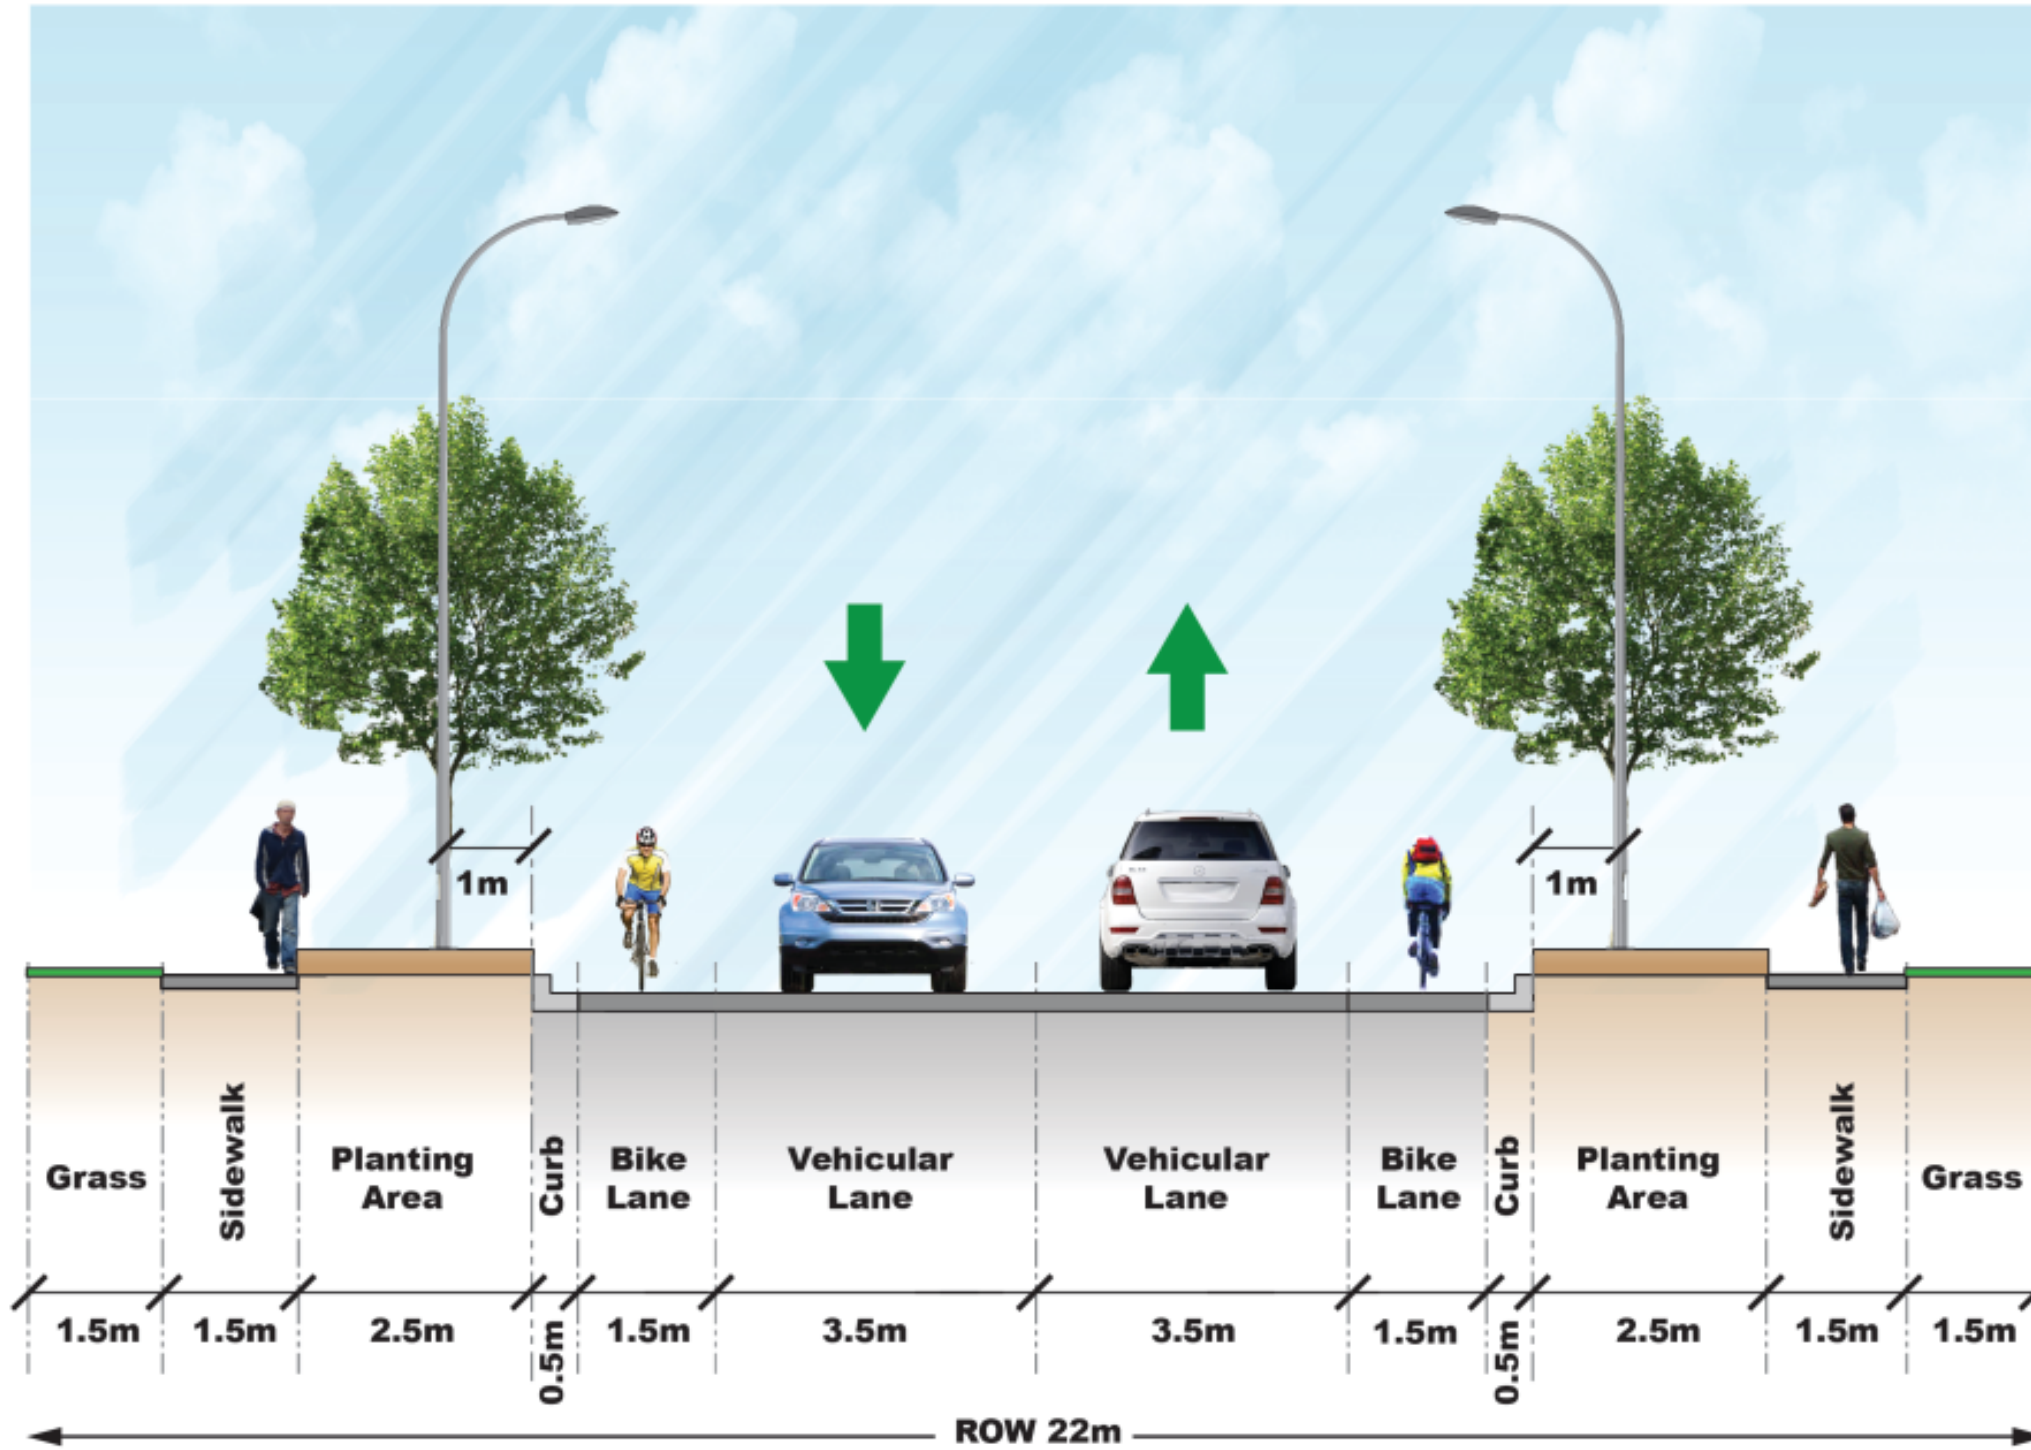 1m
1m
Grass
Sidewalk
Planting
Area
Curb
Bike
Lane
Vehicular
Lane
Vehicular
Lane
Bike
Lane
Curb
Planting
Area
Sidewalk
Grass
1.5m
1.5m
2.5m
0.5m
1.5m
3.5m
3.5m
1.5m
0.5m
2.5m
1.5m
1.5m
ROW 22m